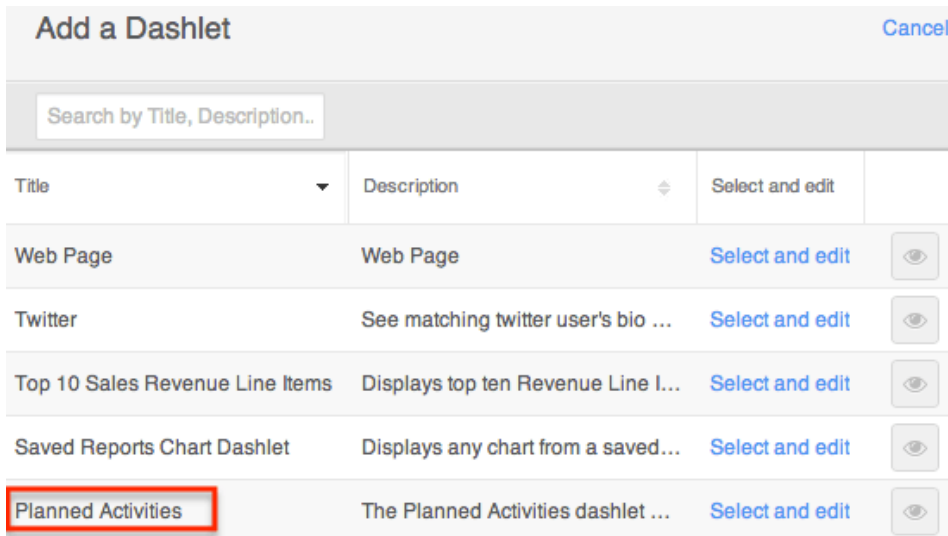 Add a Dashlet Cancel
Search by Title, Description..
Title Description Select and edit
Web Page Web Page Select and edit
Twitter See matching twitter user's bio ... Select and edit
Top 10 Sales Revenue Line Items Displays top ten Revenue Line I... Select and edit
Saved Reports Chart Dashlet Displays any chart from a saved... Select and edit
Planned Activities The Planned Activities dashlet ... Select and edit